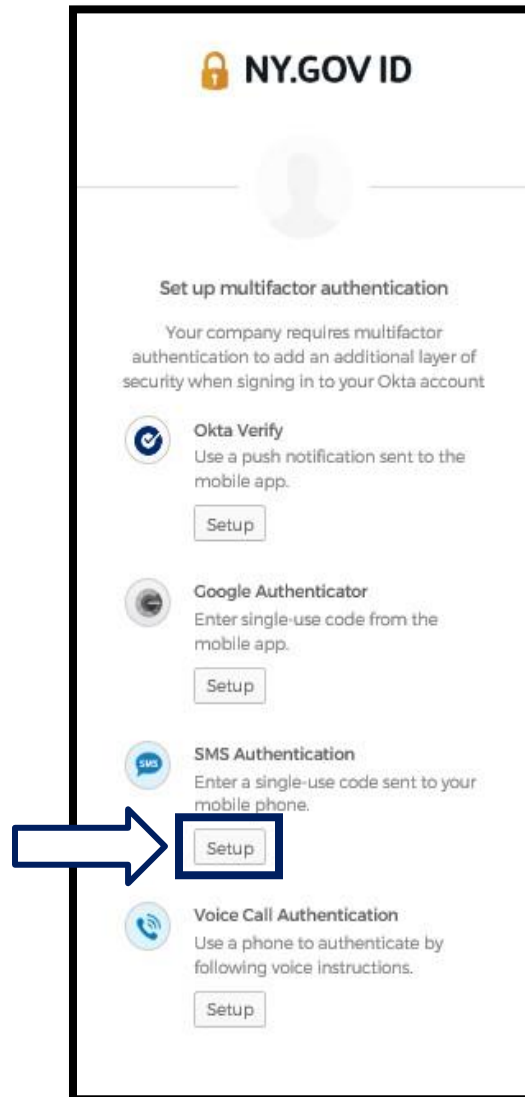 NY.GOV ID
Set up multifactor authentication
Your company requires multifactor
authentication to add an additional layer of
security when signing in to your Okta account
Okta Verify
Use a push notification sent to the
mobile app.
Setup
Google Authenticator
Enter single-use code from the
mobile app.
Setup
SMS
SMS Authentication
Enter a single-use code sent to your
mobile phone.
Setup
Voice Call Authentication
Use a phone to authenticate by
following voice instructions.
Setup